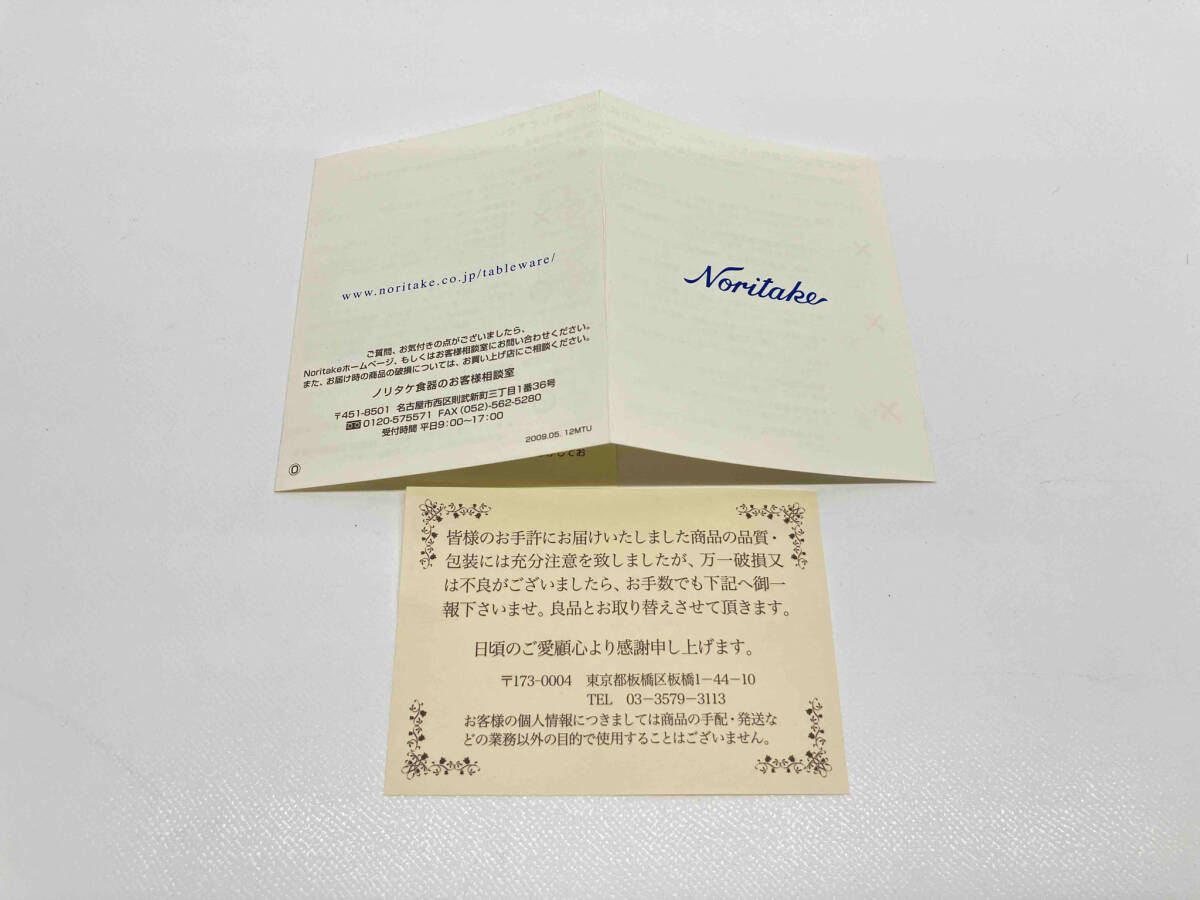 www.noritake.co.jp/tableware/
ご質問、お気付きの点がございましたら、
Noritakeホームページ、もしくはお客様相談室にお問い合わせください。
また、お届け時の商品の破損については、お買い上げ店にご相談ください。
ノリタケ食器のお客様相談室
〒451-8501 名古屋市西区則武新町三丁目1番36号
0120-575571 FAX (052)-562-5280
受付時間 平日9:00〜17:00
2009.05. 12MTU
Noritake
皆様のお手許にお届けいたしました商品の品質・
包装には充分注意を致しましたが、万一破損又
は不良がございましたら、お手数でも下記へ御一
報下さいませ。良品とお取り替えさせて頂きます。
日頃のご愛顧心より感謝申し上げます。
〒173-0004 東京都板橋区板橋1-44-10
TEL 03-3579-3113
お客様の個人情報につきましては商品の手配・発送な
どの業務以外の目的で使用することはございません。